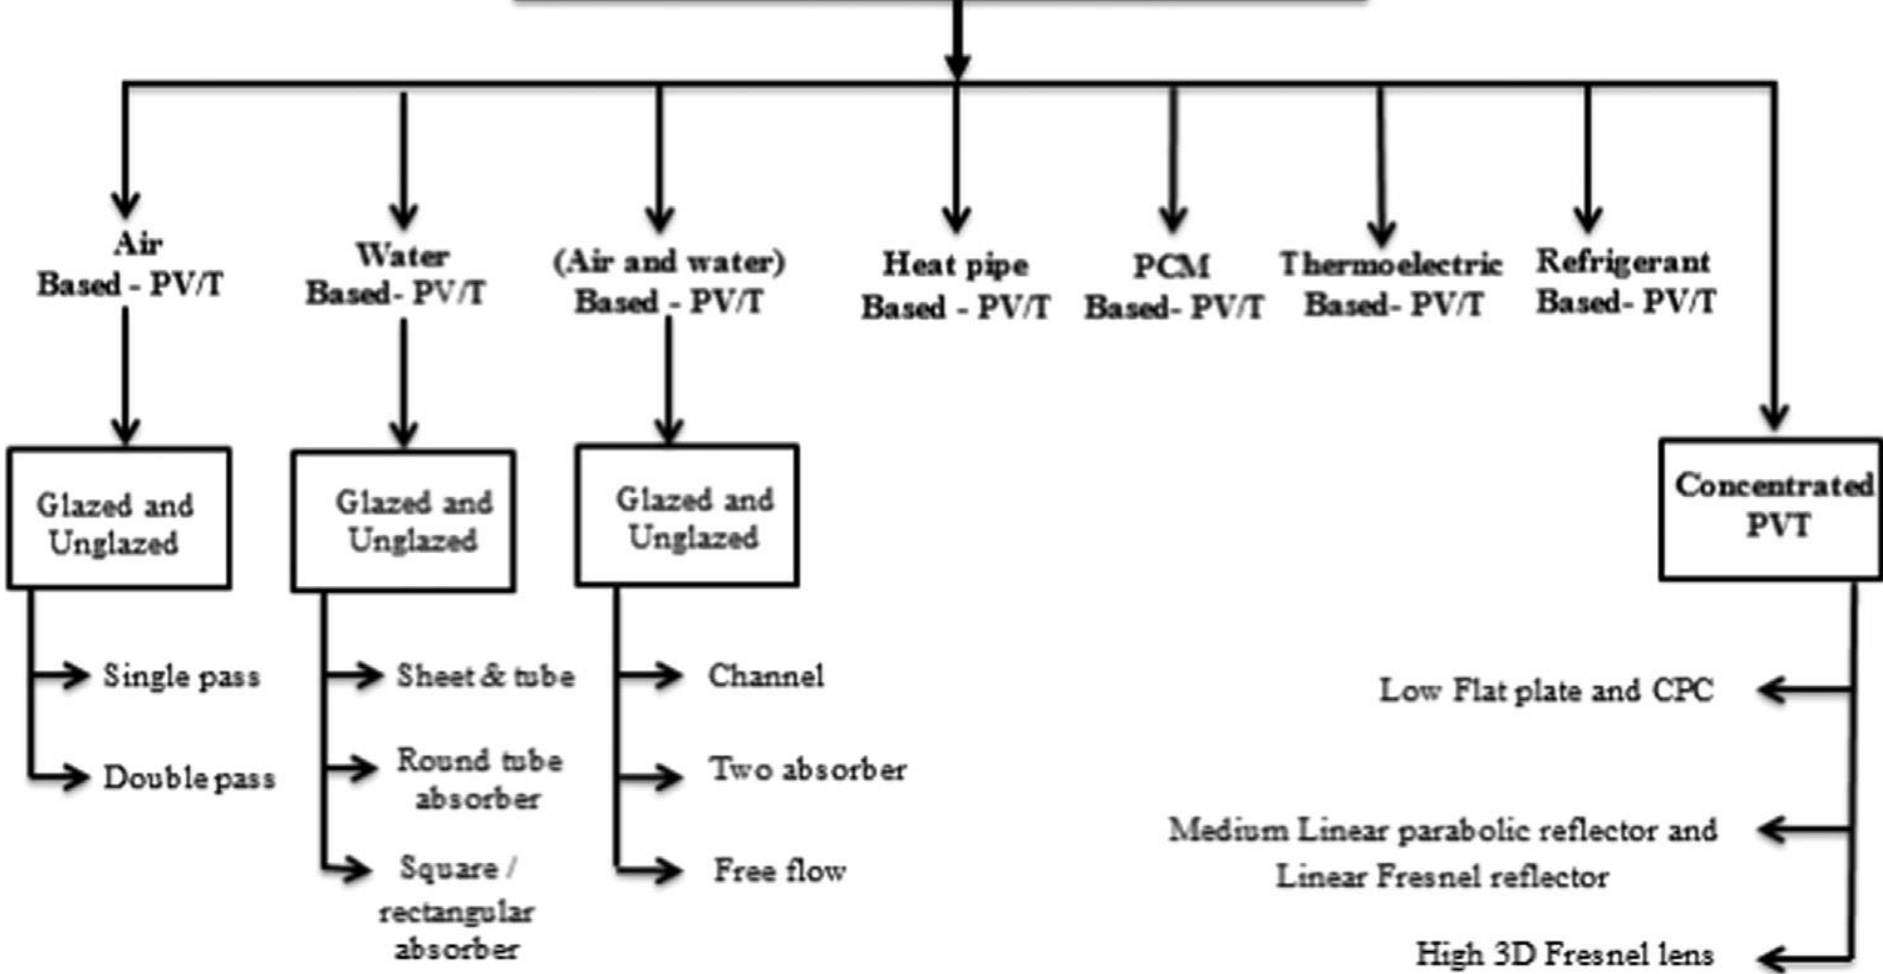 Air
Based - PV/T
Water
Based- PV/T
(Air and water)
Based - PV/T
Heat pipe
Based - PV/T
PCM
Based- PV/T
Thermoelectric
Based- PV/T
Refrigerant
Based- PV/T
Glazed and
Unglazed
Single pass
Double pass
Glazed and
Unglazed
Sheet & tube
Round tube
absorber
Square /
rectangular
absorber
Glazed and
Unglazed
Channel
Two absorber
Free flow
Concentrated
PVT
Low Flat plate and CPC
Medium Linear parabolic reflector and
Linear Fresnel reflector
High 3D Fresnel lens